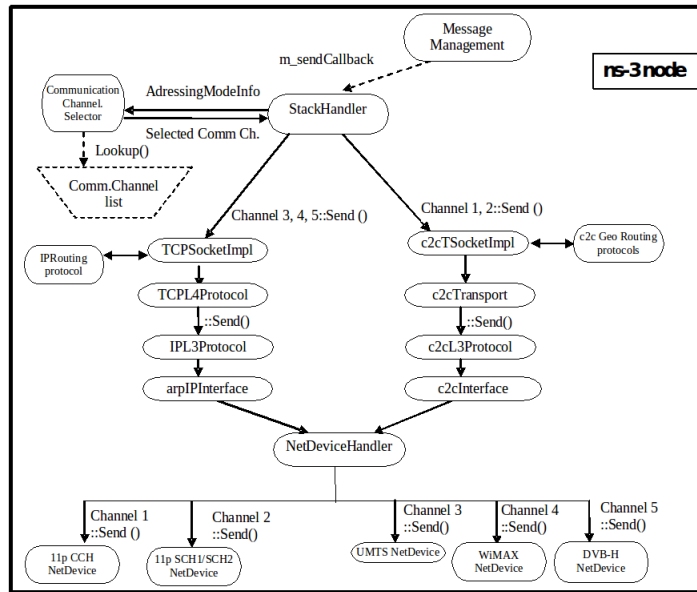 Message
Management
ns-3 node
m_sendCallback
Communication
Channel.
Selector
AdressingModeInfo
StackHandler
Selected Comm Ch.
Lookup()
Comm.Channel
list
Channel 3, 4, 5::Send ()
Channel 1, 2::Send ()
IPRouting
protocol
TCPSocketImpl
c2cTSocketImpl
c2c Geo Routing
protocols
TCPL4Protocol
c2cTransport
::Send()
::Send()
IPL3Protocol
c2cL3Protocol
arpIPInterface
c2cInterface
NetDeviceHandler
Channel 1
::Send ()
Channel 2
::Send()
Channel 3
::Send()
Channel 4
::Send()
Channel 5
::Send()
11p CCH
NetDevice
11p SCH1/SCH2
NetDevice
UMTS NetDevice
WiMAX
NetDevice
DVB-H
NetDevice